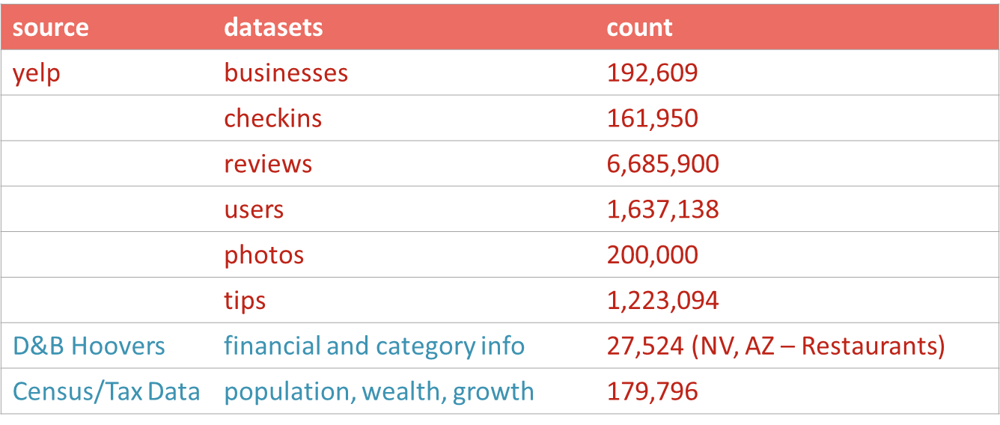 source datasets count
yelp businesses 192,609
checkins 161,950
reviews 6,685,900
users 1,637,138
photos 200,000
tips 1,223,094
D&B Hoovers financial and category info 27,524 (NV, AZ – Restaurants)
Census/Tax Data population, wealth, growth 179,796